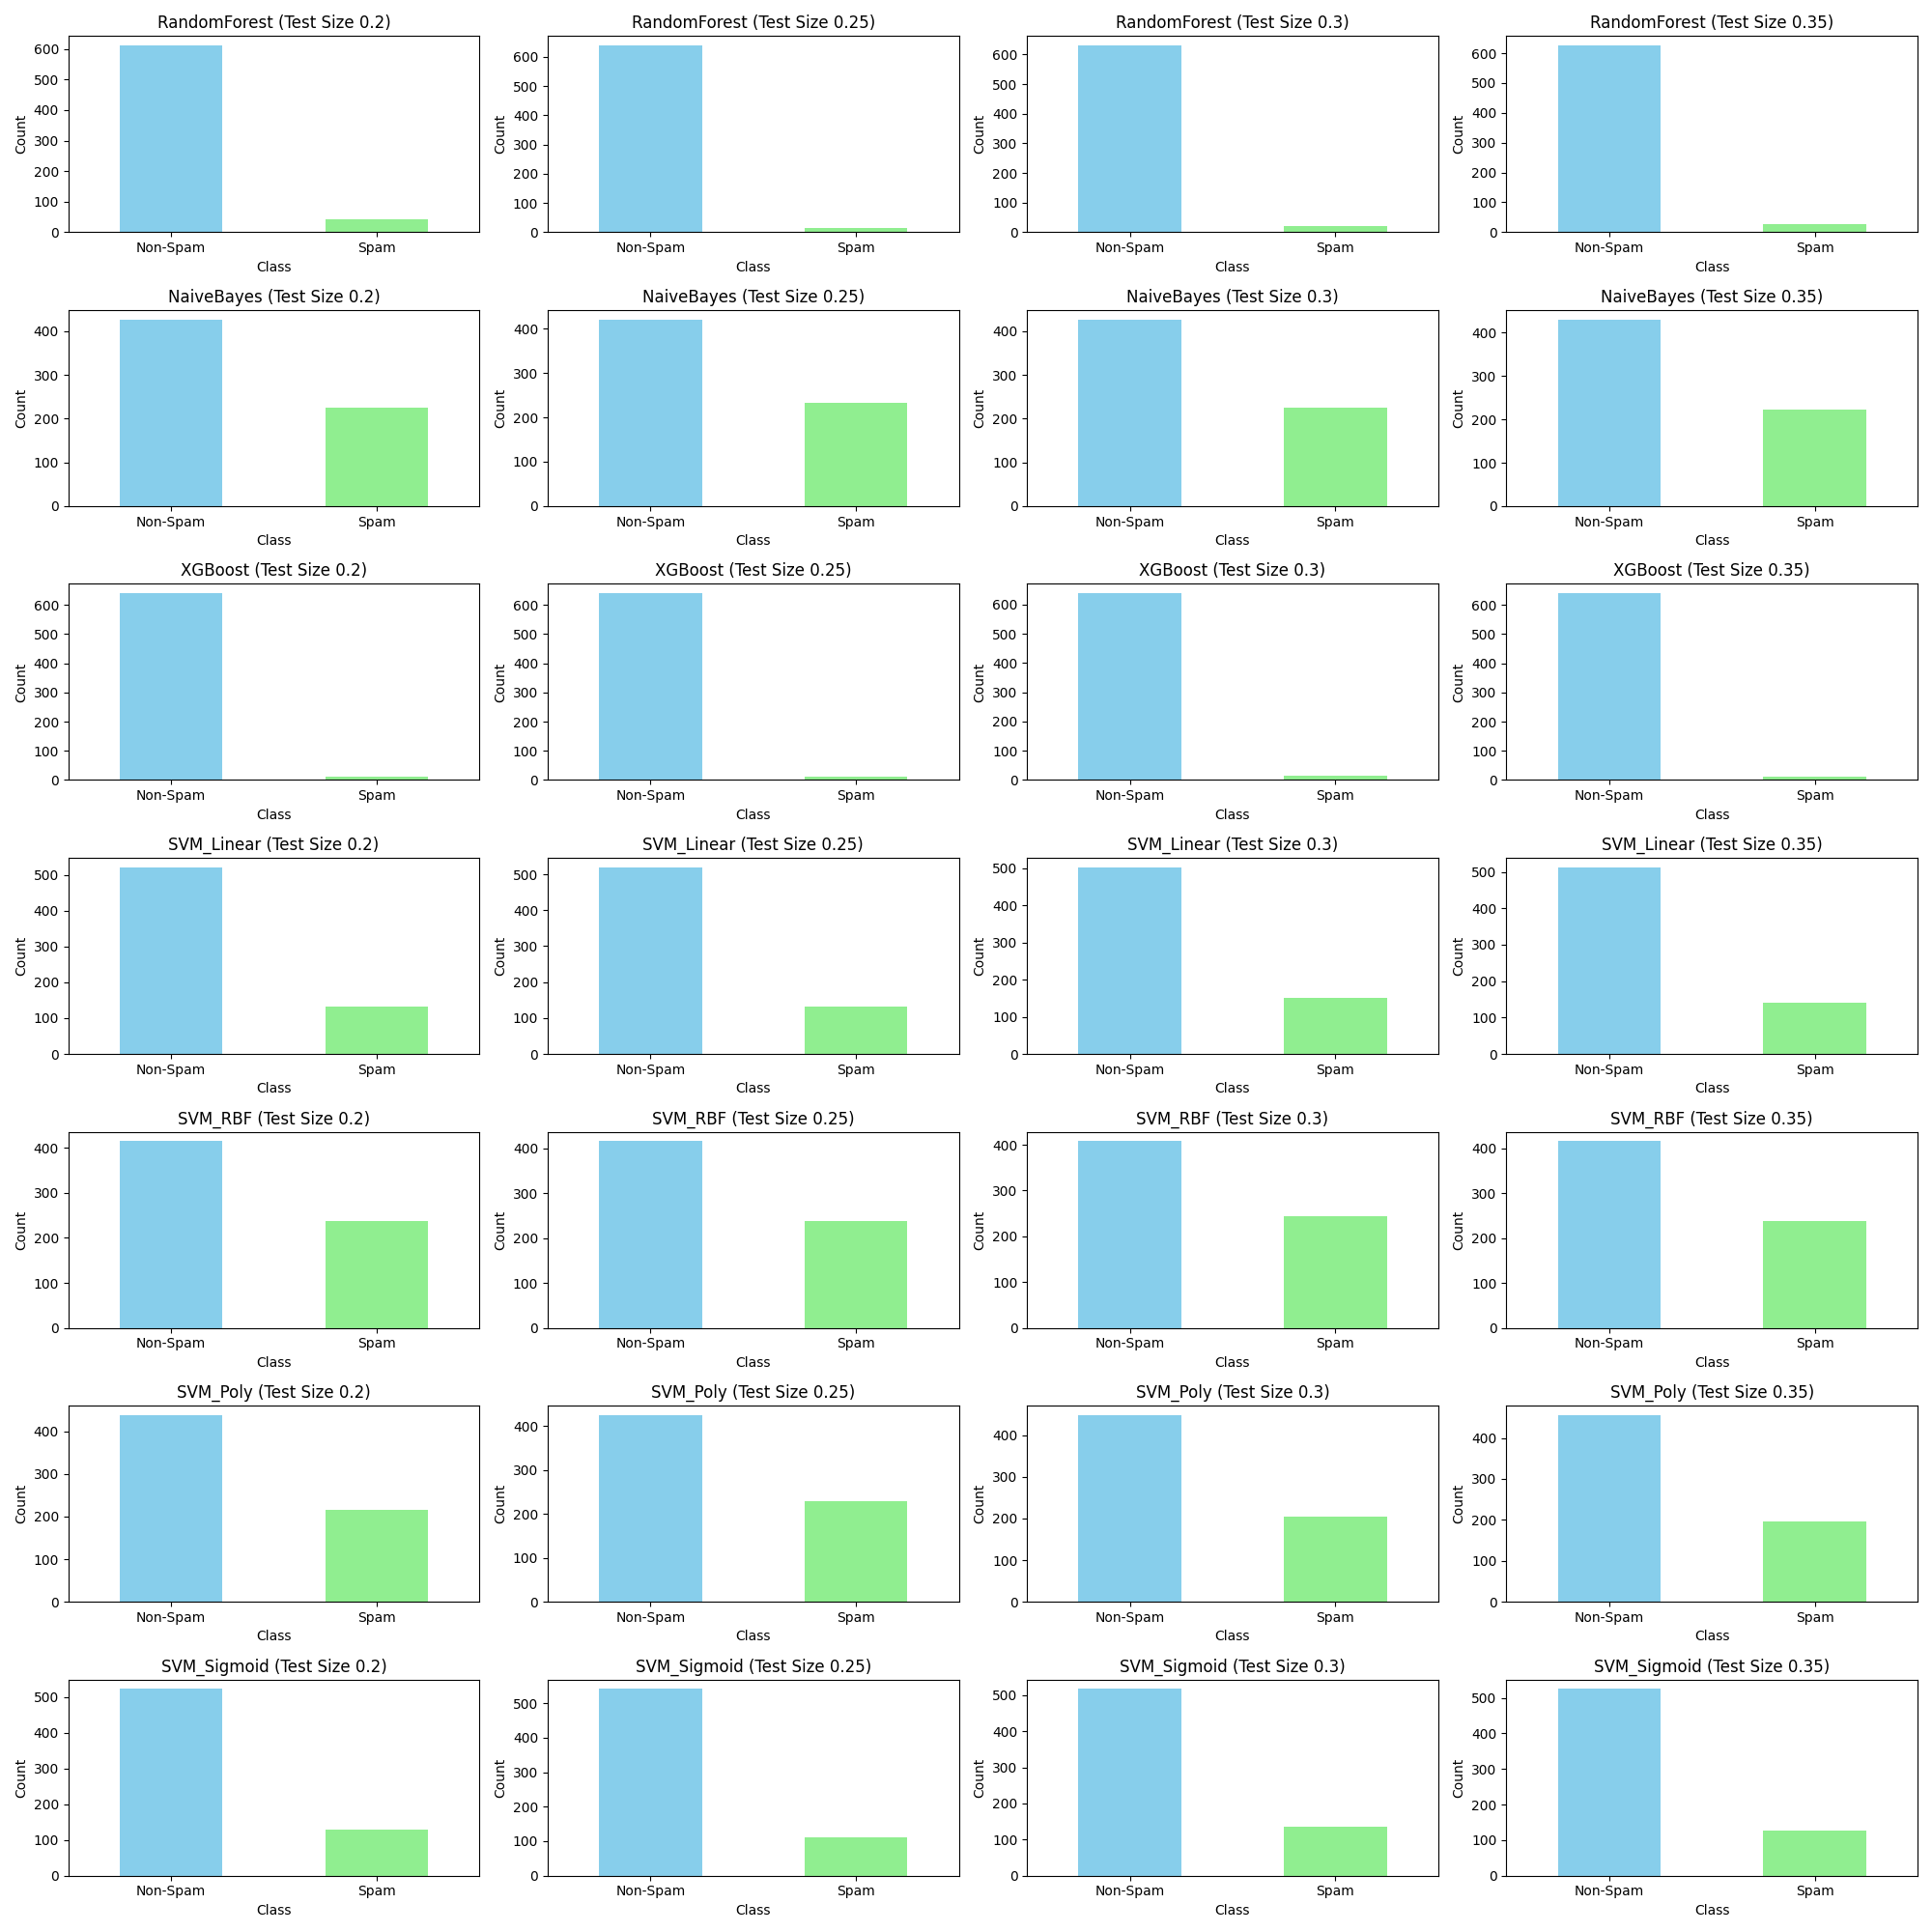 RandomForest (Test Size 0.2)
600
500
400
300
200
100
0
Count
Non-Spam
Spam
Class
RandomForest (Test Size 0.25)
600
500
400
300
200
100
0
Count
Non-Spam
Spam
Class
RandomForest (Test Size 0.3)
600
500
400
300
200
100
0
Count
Non-Spam
Spam
Class
RandomForest (Test Size 0.35)
600
500
400
300
200
100
0
Count
Non-Spam
Spam
Class
NaiveBayes (Test Size 0.2)
400
300
200
100
0
Count
Non-Spam
Spam
Class
NaiveBayes (Test Size 0.25)
400
300
200
100
0
Count
Non-Spam
Spam
Class
NaiveBayes (Test Size 0.3)
400
300
200
100
0
Count
Non-Spam
Spam
Class
NaiveBayes (Test Size 0.35)
400
300
200
100
0
Count
Non-Spam
Spam
Class
XGBoost (Test Size 0.2)
600
500
400
300
200
100
0
Count
Non-Spam
Spam
Class
XGBoost (Test Size 0.25)
600
500
400
300
200
100
0
Count
Non-Spam
Spam
Class
XGBoost (Test Size 0.3)
600
500
400
300
200
100
0
Count
Non-Spam
Spam
Class
XGBoost (Test Size 0.35)
600
500
400
300
200
100
0
Count
Non-Spam
Spam
Class
SVM_Linear (Test Size 0.2)
500
400
300
200
100
0
Count
Non-Spam
Spam
Class
SVM_Linear (Test Size 0.25)
500
400
300
200
100
0
Count
Non-Spam
Spam
Class
SVM_Linear (Test Size 0.3)
500
400
300
200
100
0
Count
Non-Spam
Spam
Class
SVM_Linear (Test Size 0.35)
500
400
300
200
100
0
Count
Non-Spam
Spam
Class
SVM_RBF (Test Size 0.2)
400
300
200
100
0
Count
Non-Spam
Spam
Class
SVM_RBF (Test Size 0.25)
400
300
200
100
0
Count
Non-Spam
Spam
Class
SVM_RBF (Test Size 0.3)
400
300
200
100
0
Count
Non-Spam
Spam
Class
SVM_RBF (Test Size 0.35)
400
300
200
100
0
Count
Non-Spam
Spam
Class
SVM_Poly (Test Size 0.2)
400
300
200
100
0
Count
Non-Spam
Spam
Class
SVM_Poly (Test Size 0.25)
400
300
200
100
0
Count
Non-Spam
Spam
Class
SVM_Poly (Test Size 0.3)
400
300
200
100
0
Count
Non-Spam
Spam
Class
SVM_Poly (Test Size 0.35)
400
300
200
100
0
Count
Non-Spam
Spam
Class
SVM_Sigmoid (Test Size 0.2)
500
400
300
200
100
0
Count
Non-Spam
Spam
Class
SVM_Sigmoid (Test Size 0.25)
500
400
300
200
100
0
Count
Non-Spam
Spam
Class
SVM_Sigmoid (Test Size 0.3)
500
400
300
200
100
0
Count
Non-Spam
Spam
Class
SVM_Sigmoid (Test Size 0.35)
500
400
300
200
100
0
Count
Non-Spam
Spam
Class